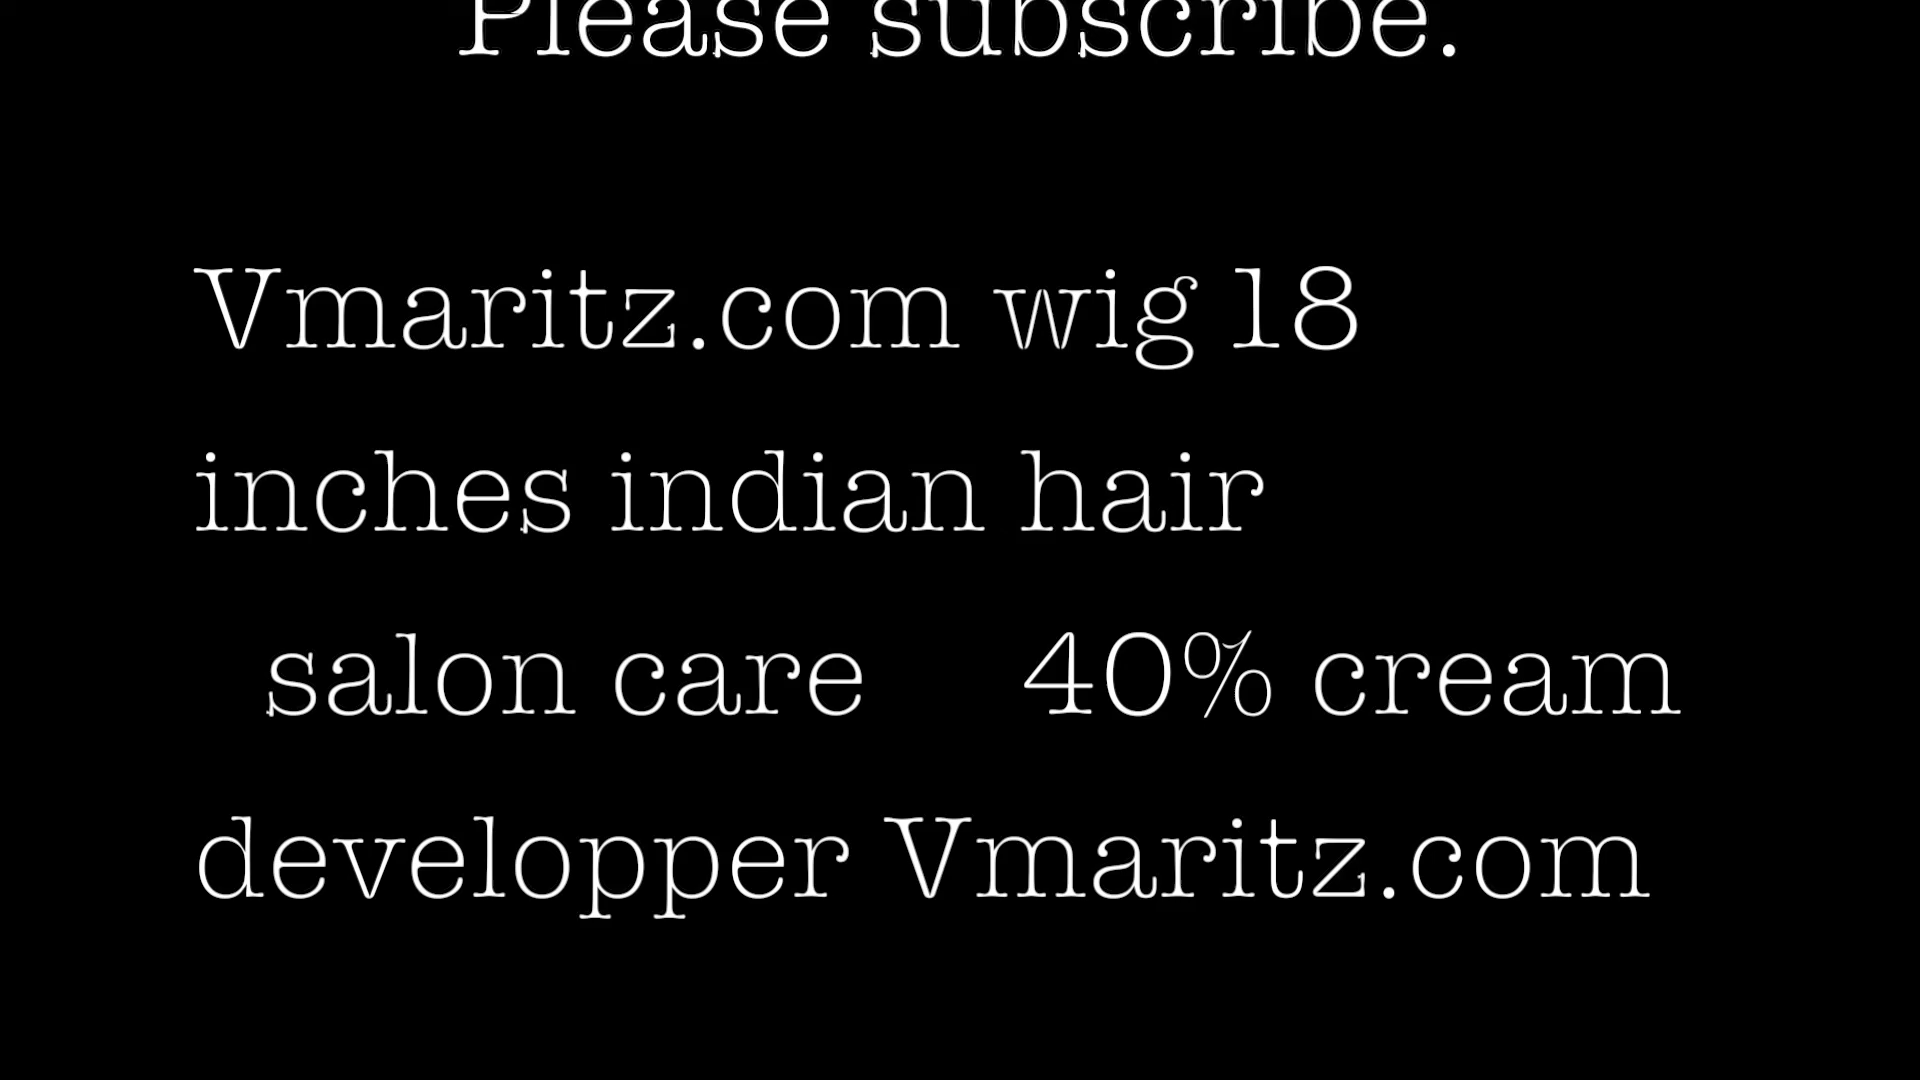 Please subscribe.
Vmaritz.com wig 18
inches indian hair
salon care 40% cream
developper Vmaritz.com